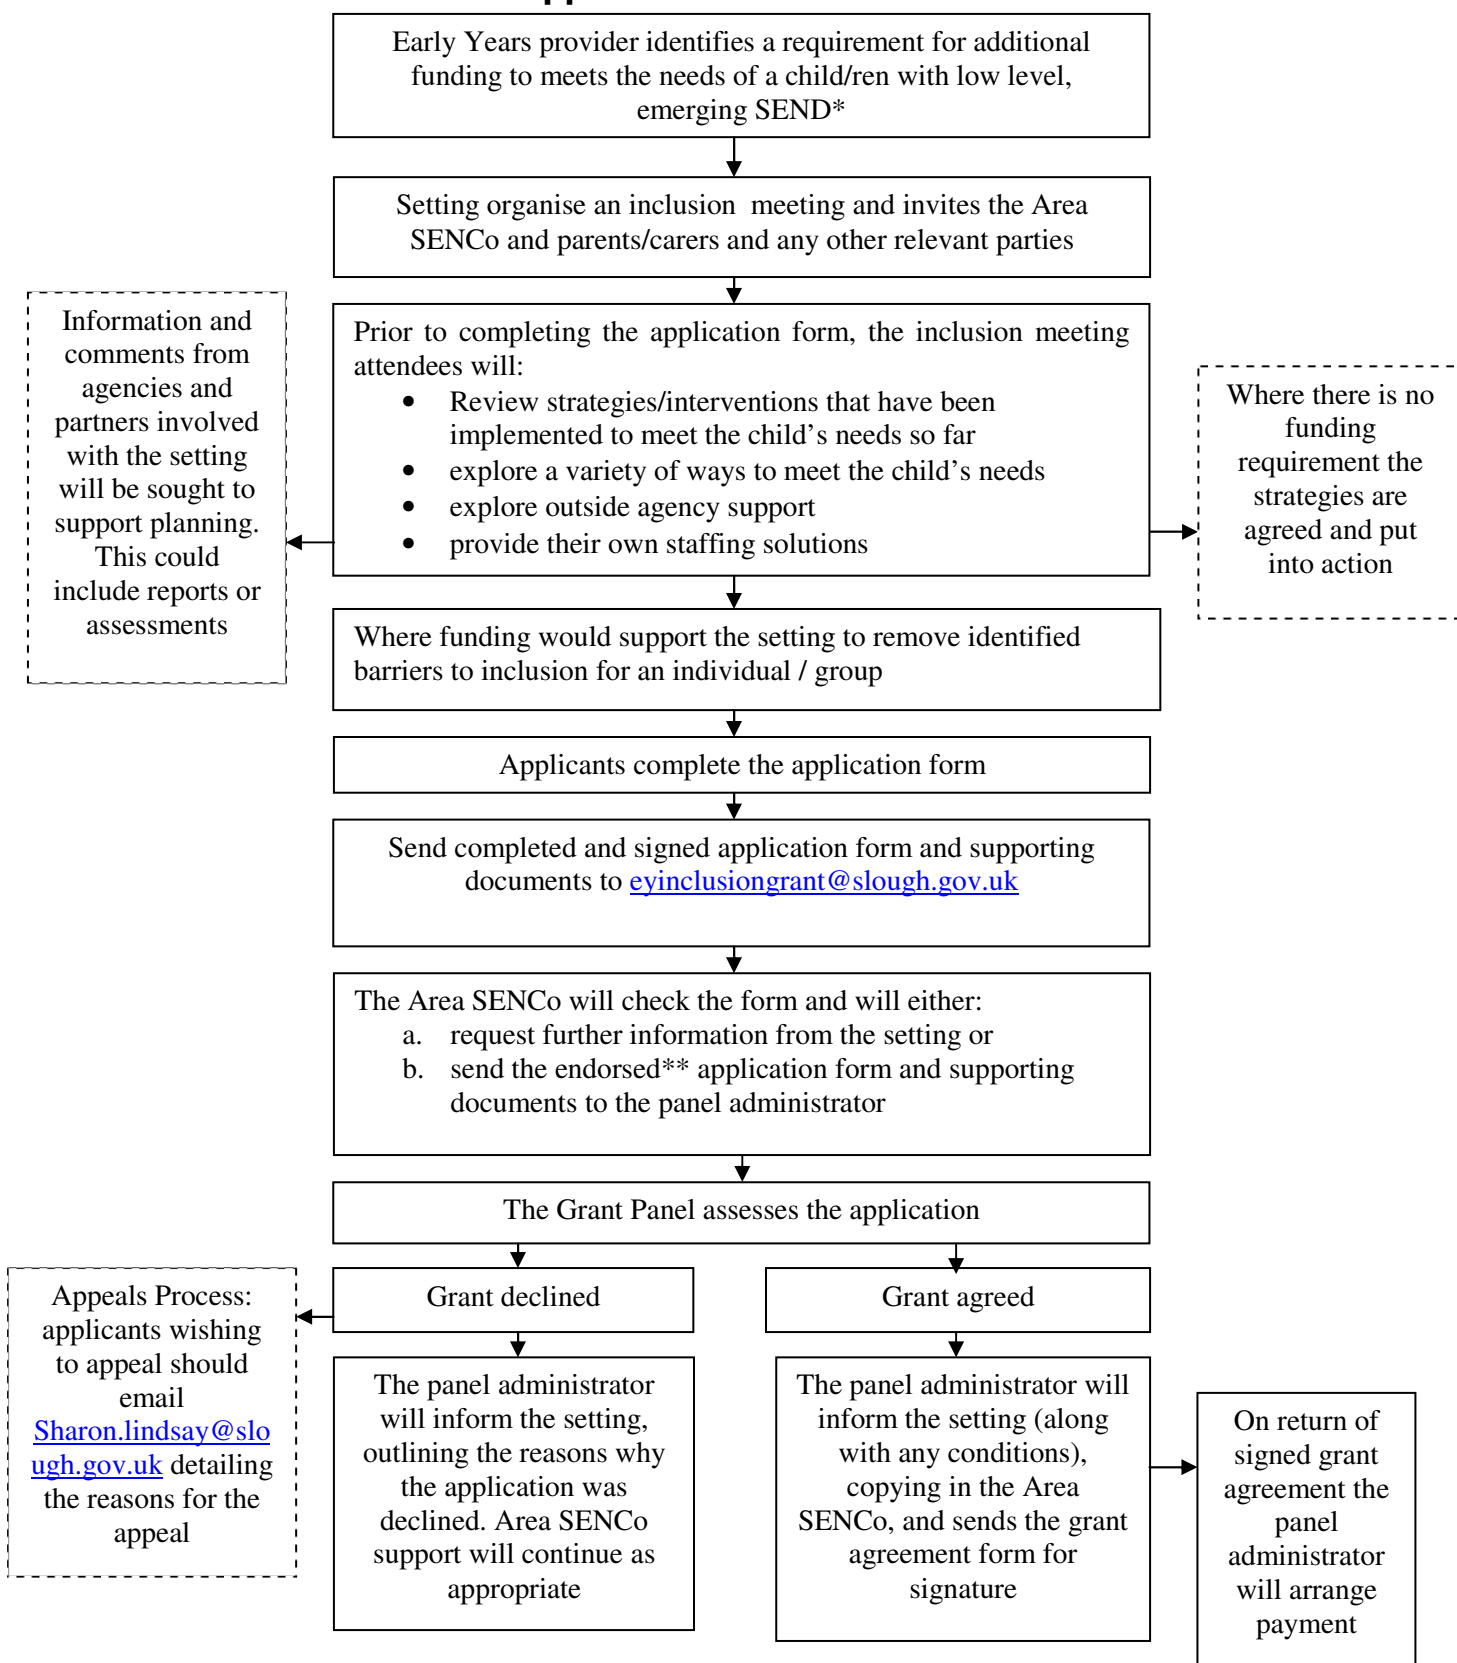 Early Years provider identifies a requirement for additional
funding to meets the needs of a child/ren with low level,
emerging SEND*
Setting organise an inclusion meeting and invites the Area
SENCo and parents/carers and any other relevant parties
Information and
comments from
agencies and
partners involved
with the setting
will be sought to
support planning.
This could
include reports or
assessments
Prior to completing the application form, the inclusion meeting
attendees will:
• Review strategies/interventions that have been
implemented to meet the child’s needs so far
• explore a variety of ways to meet the child’s needs
• explore outside agency support
• provide their own staffing solutions
Where there is no
funding
requirement the
strategies are
agreed and put
into action
Where funding would support the setting to remove identified
barriers to inclusion for an individual / group
Applicants complete the application form
Send completed and signed application form and supporting
documents to eyinclusiongrant@slough.gov.uk
The Area SENCo will check the form and will either:
a. request further information from the setting or
b. send the endorsed** application form and supporting
documents to the panel administrator
The Grant Panel assesses the application
Grant declined
Grant agreed
Appeals Process:
applicants wishing
to appeal should
email
Sharon.lindsay@slo
ugh.gov.uk detailing
the reasons for the
appeal
The panel administrator
will inform the setting,
outlining the reasons why
the application was
declined. Area SENCo
support will continue as
appropriate
The panel administrator will
inform the setting (along
with any conditions),
copying in the Area
SENCo, and sends the grant
agreement form for
signature
On return of
signed grant
agreement the
panel
administrator
will arrange
payment